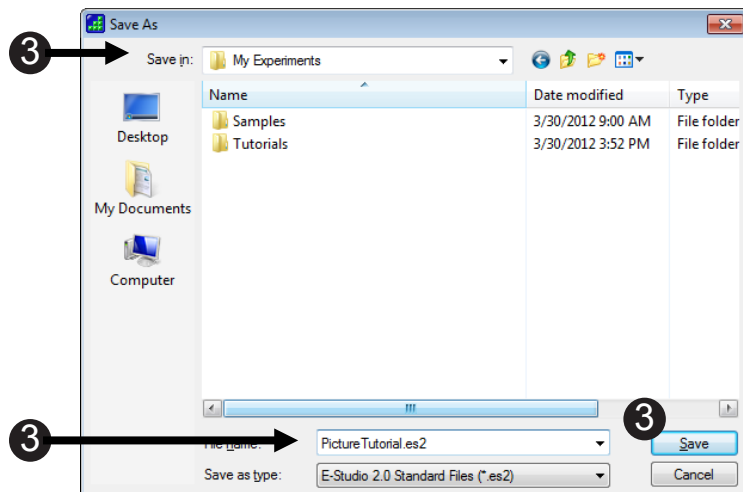 Save As
3
Save in: My Experiments
Name Date modified Type
Samples 3/30/2012 9:00 AM File folder
Tutorials 3/30/2012 3:52 PM File folder
Desktop
My Documents
Computer
3
3
File name: PictureTutorial.es2 Save
Save as type: E-Studio 2.0 Standard Files (*.es2) Cancel